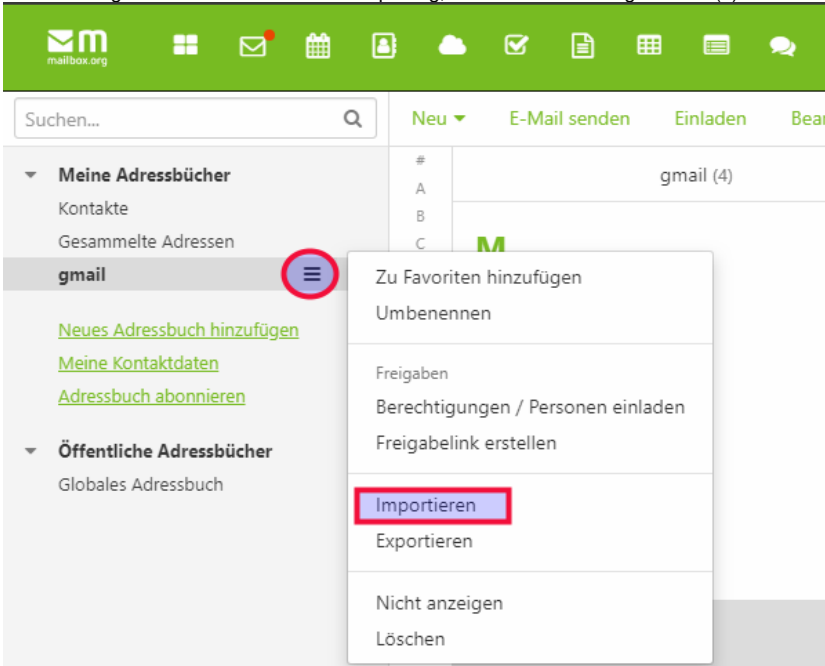 mailbox.org
Suchen...
Neu E-Mail senden Einladen Bear
Meine Adressbücher
Kontakte
Gesammelte Adressen
gmail
Neues Adressbuch hinzufügen
Meine Kontaktdaten
Adressbuch abonnieren
Öffentliche Adressbücher
Globales Adressbuch
#
A
B
C
gmail (4)
M
Zu Favoriten hinzufügen
Umbenennen
Freigaben
Berechtigungen / Personen einladen
Freigabelink erstellen
Importieren
Exportieren
Nicht anzeigen
Löschen